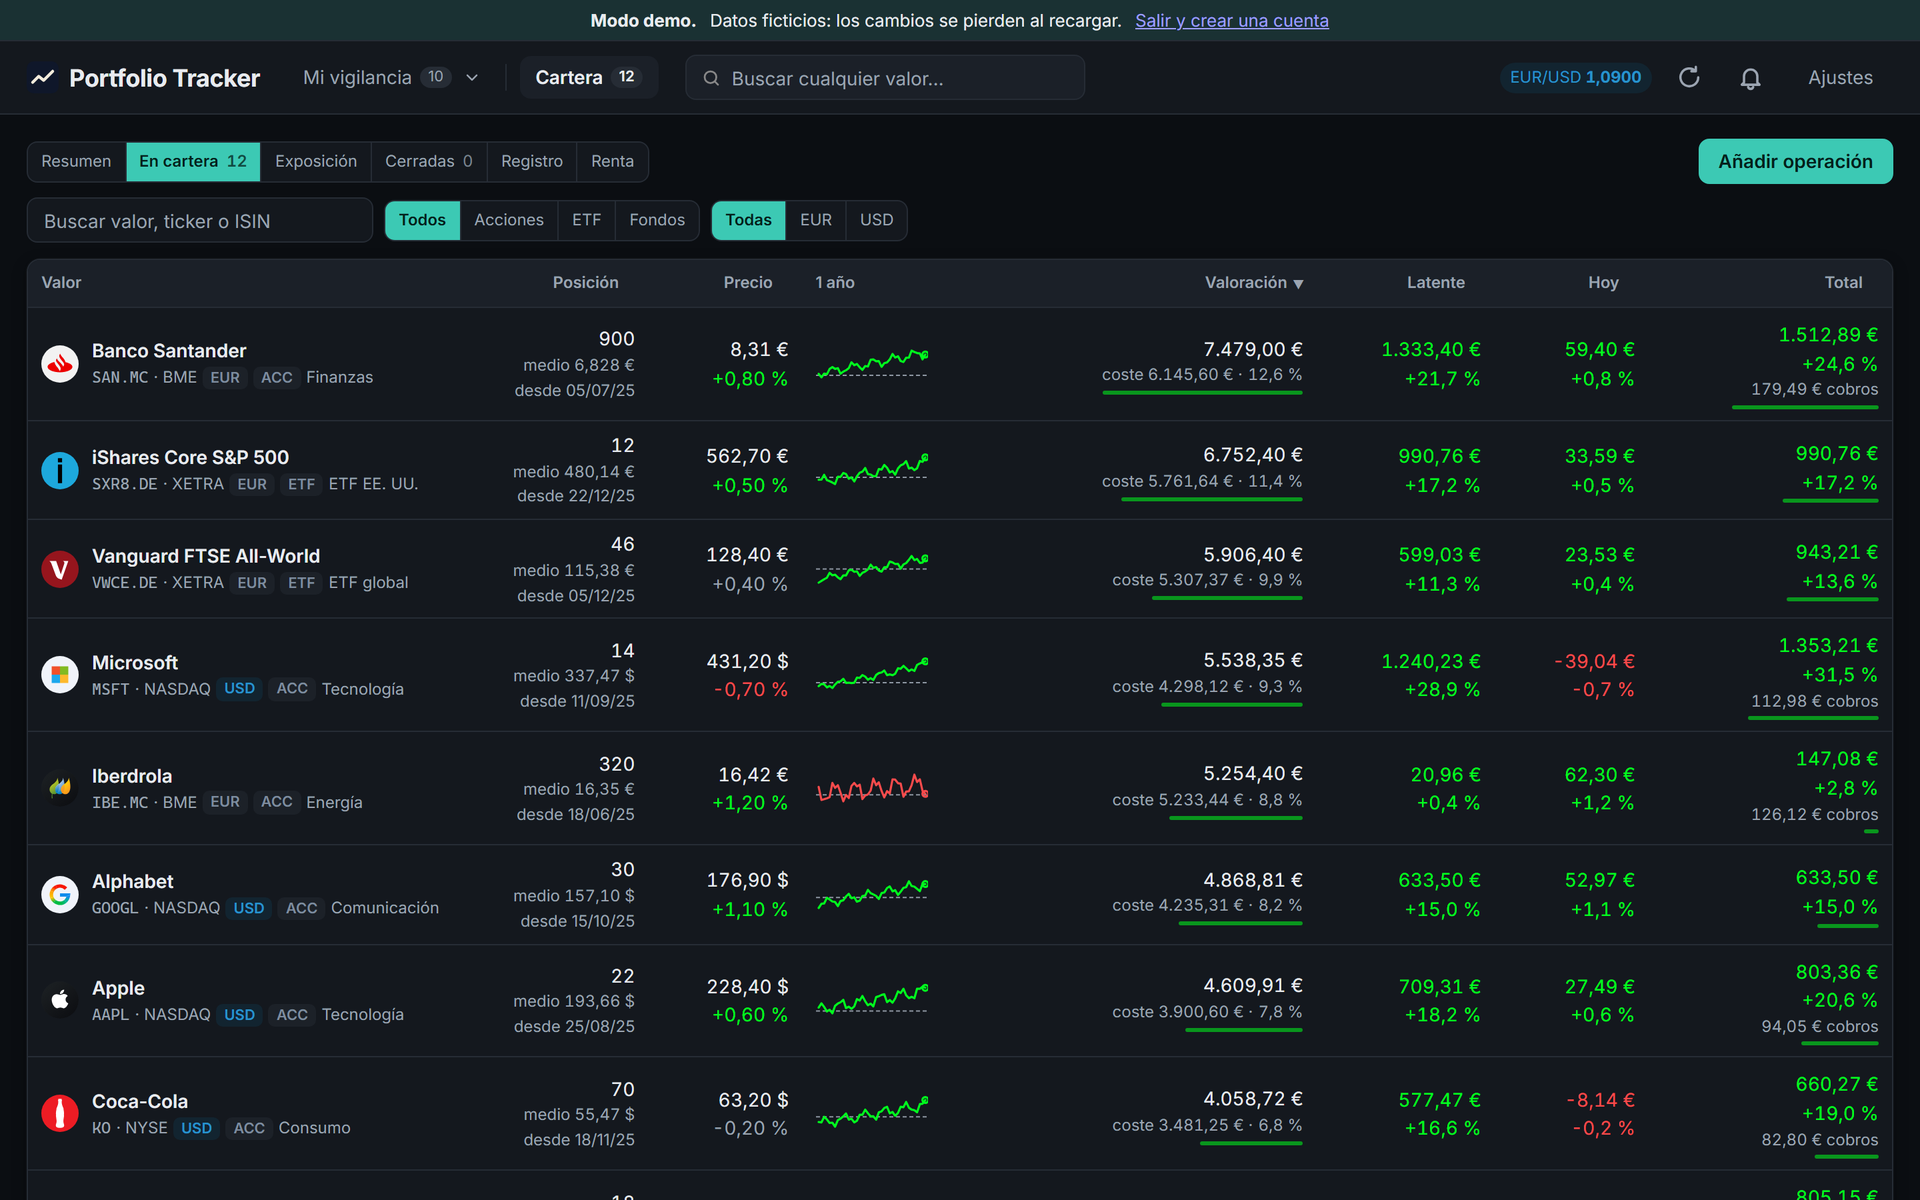 Modo demo. Datos ficticios: los cambios se pierden al recargar. Salir y crear una cuenta
Portfolio Tracker Mi vigilancia 10 Cartera 12 Buscar cualquier valor... EUR/USD 1,0900 Ajustes
Resumen En cartera 12 Exposición Cerradas 0 Registro Renta Añadir operación
Buscar valor, ticker o ISIN Todos Acciones ETF Fondos Todas EUR USD
Valor Posición Precio 1 año Valoración ▼ Latente Hoy Total
Banco Santander
SAN.MC · BME EUR ACC Finanzas
900
medio 6,828 €
desde 05/07/25
8,31 €
+0,80 %
7.479,00 €
coste 6.145,60 € · 12,6 %
1.333,40 €
+21,7 %
59,40 €
+0,8 %
1.512,89 €
+24,6 %
179,49 € cobros
iShares Core S&P 500
SXR8.DE · XETRA EUR ETF ETF EE. UU.
12
medio 480,14 €
desde 22/12/25
562,70 €
+0,50 %
6.752,40 €
coste 5.761,64 € · 11,4 %
990,76 €
+17,2 %
33,59 €
+0,5 %
990,76 €
+17,2 %
Vanguard FTSE All-World
VWCE.DE · XETRA EUR ETF ETF global
46
medio 115,38 €
desde 05/12/25
128,40 €
+0,40 %
5.906,40 €
coste 5.307,37 € · 9,9 %
599,03 €
+11,3 %
23,53 €
+0,4 %
943,21 €
+13,6 %
Microsoft
MSFT · NASDAQ USD ACC Tecnología
14
medio 337,47 $
desde 11/09/25
431,20 $
-0,70 %
5.538,35 €
coste 4.298,12 € · 9,3 %
1.240,23 €
+28,9 %
-39,04 €
-0,7 %
1.353,21 €
+31,5 %
112,98 € cobros
Iberdrola
IBE.MC · BME EUR ACC Energía
320
medio 16,35 €
desde 18/06/25
16,42 €
+1,20 %
5.254,40 €
coste 5.233,44 € · 8,8 %
20,96 €
+0,4 %
62,30 €
+1,2 %
147,08 €
+2,8 %
126,12 € cobros
Alphabet
GOOGL · NASDAQ USD ACC Comunicación
30
medio 157,10 $
desde 15/10/25
176,90 $
+1,10 %
4.868,81 €
coste 4.235,31 € · 8,2 %
633,50 €
+15,0 %
52,97 €
+1,1 %
633,50 €
+15,0 %
Apple
AAPL · NASDAQ USD ACC Tecnología
22
medio 193,66 $
desde 25/08/25
228,40 $
+0,60 %
4.609,91 €
coste 3.900,60 € · 7,8 %
709,31 €
+18,2 %
27,49 €
+0,6 %
803,36 €
+20,6 %
94,05 € cobros
Coca-Cola
KO · NYSE USD ACC Consumo
70
medio 55,47 $
desde 18/11/25
63,20 $
-0,20 %
4.058,72 €
coste 3.481,25 € · 6,8 %
577,47 €
+16,6 %
-8,14 €
-0,2 %
660,27 €
+19,0 %
82,80 € cobros
805,15 €